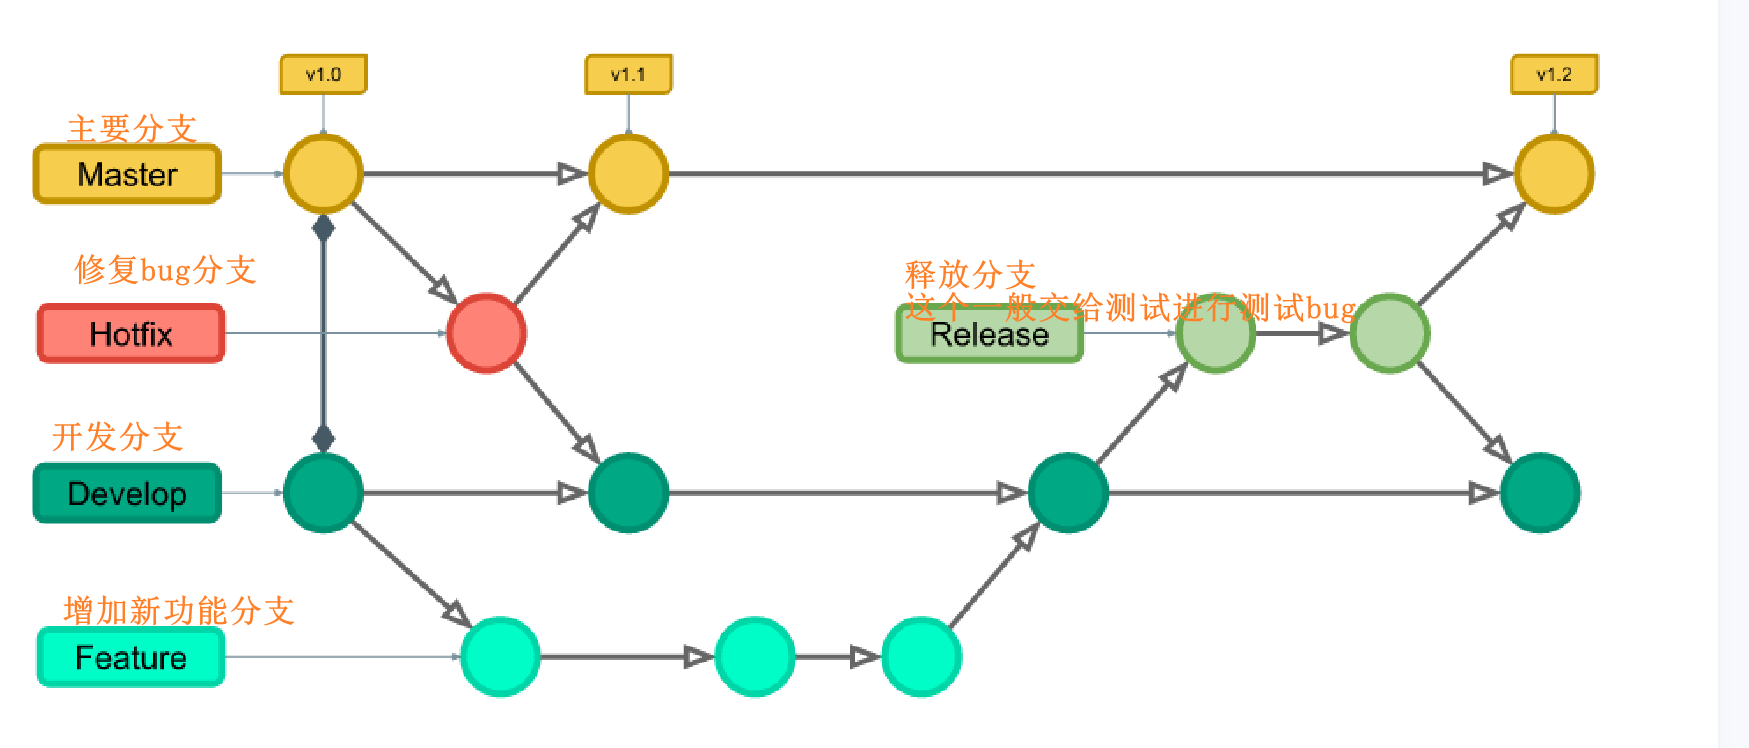 v1.0
v1.1
v1.2
主要分支
Master
修复bug分支
Hotfix
释放分支
这个一般交给测试进行测试bug
Release
开发分支
Develop
增加新功能分支
Feature